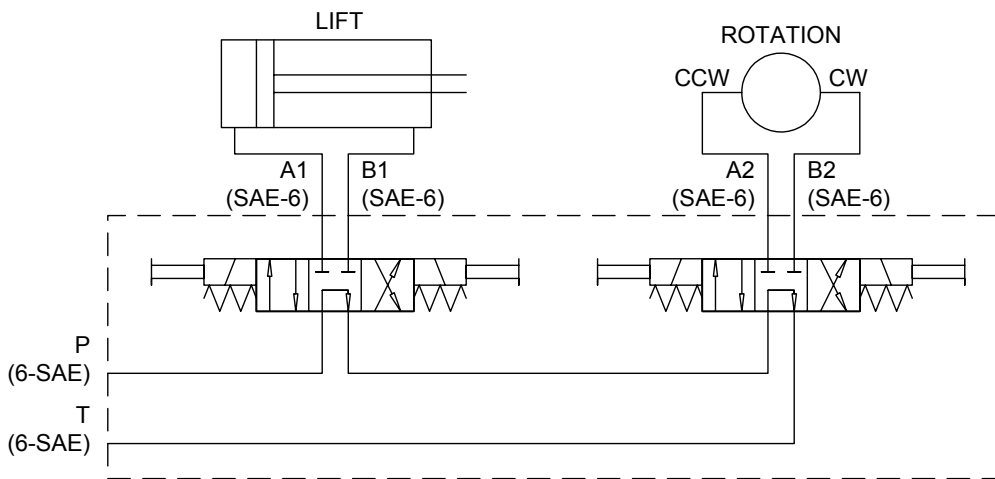 LIFT
ROTATION
CCW
CW
A1
(SAE-6)
B1
(SAE-6)
A2
(SAE-6)
B2
(SAE-6)
P
(6-SAE)
T
(6-SAE)